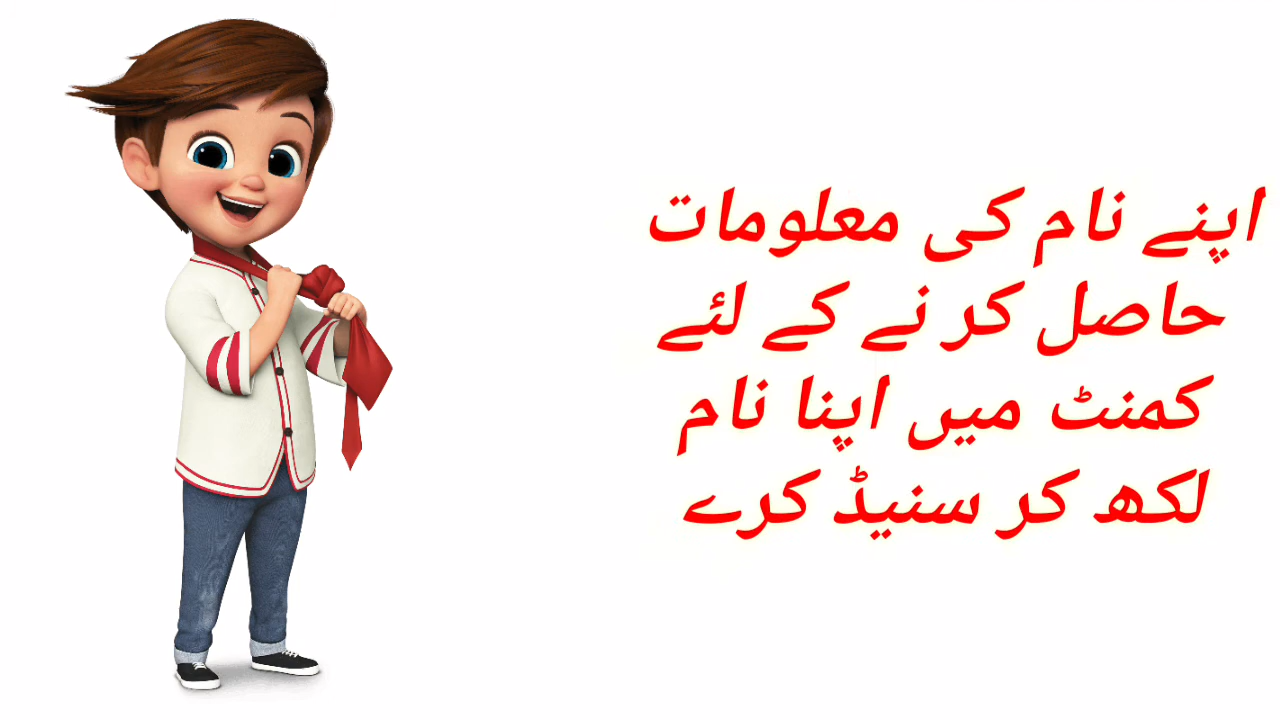 اپنے نام کی معلومات
حاصل کرنے کے لئے
کمنٹ میں اپنا نام
لکھ کر سنیڈ کرے